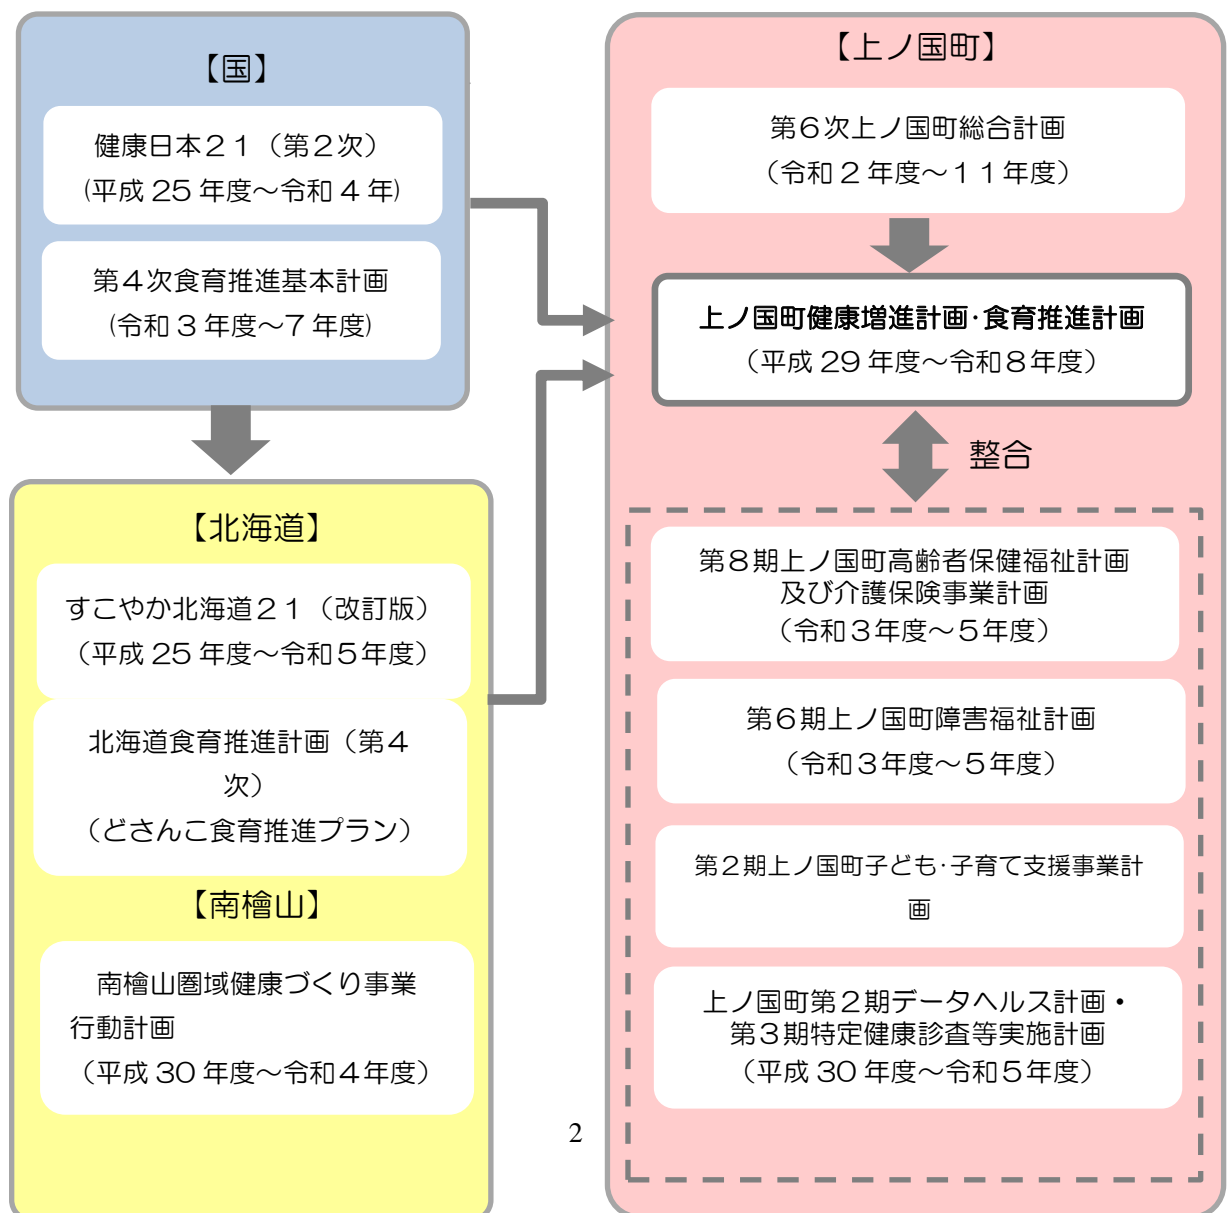 【国】
健康日本２１（第２次）
(平成 25 年度～令和 4 年)
第４次食育推進基本計画
(令和 3 年度～7 年度)
【北海道】
すこやか北海道２１（改訂版）
（平成 25 年度～令和５年度）
北海道食育推進計画（第４
次）
（どさんこ食育推進プラン）
【南檜山】
南檜山圏域健康づくり事業
行動計画
（平成 30 年度～令和４年度）
【上ノ国町】
第６次上ノ国町総合計画
（令和２年度～１１年度）
上ノ国町健康増進計画･食育推進計画
（平成 29 年度～令和８年度）
整合
第８期上ノ国町高齢者保健福祉計画
及び介護保険事業計画
（令和３年度～５年度）
第６期上ノ国町障害福祉計画
（令和３年度～５年度）
第２期上ノ国町子ども･子育て支援事業計
画
上ノ国町第２期データヘルス計画・
第３期特定健康診査等実施計画
（平成 30 年度～令和５年度）
2